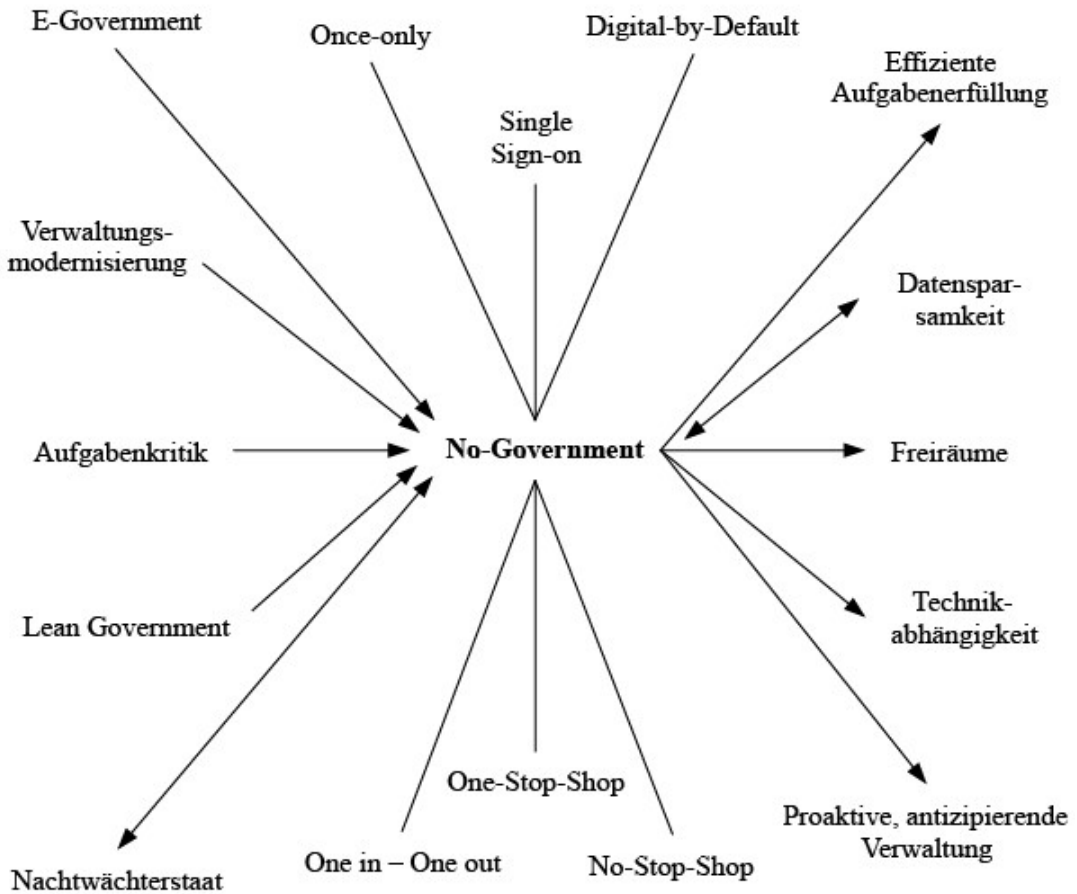 E-Government
Once-only
Digital-by-Default
Effiziente
Aufgabenerfüllung
Single
Sign-on
Verwaltungs-
modernisierung
Datenspar-
samkeit
Aufgabenkritik
No-Government
Freiräume
Lean Government
Technik-
abhängigkeit
One-Stop-Shop
Proaktive, antizipierende
Verwaltung
Nachtwächterstaat
One in – One out
No-Stop-Shop